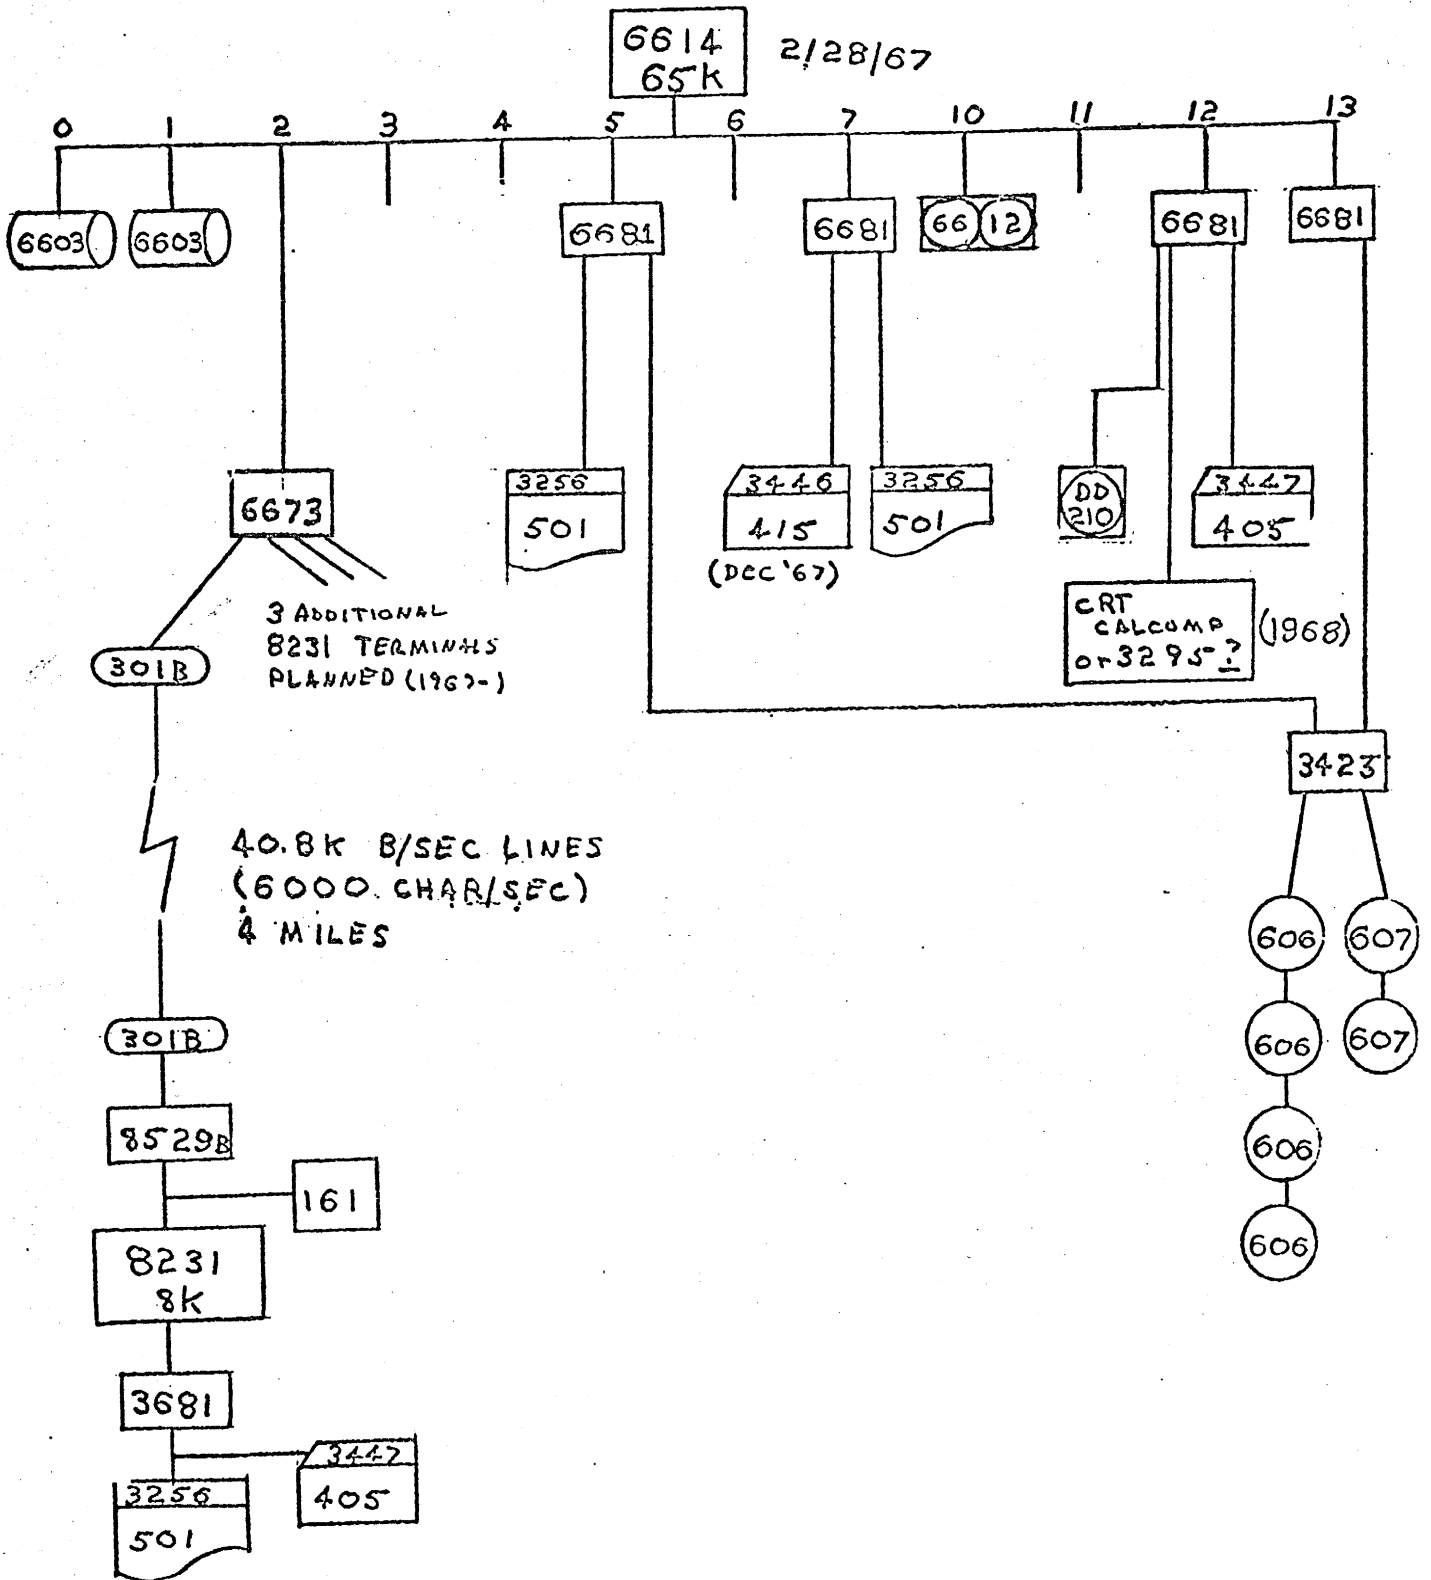 6614
65K
2/28/67
0 1 2 3 4 5 6 7 10 11 12 13
6603 6603 6681 6681 66 12 6681 6681
6673
3256
501
3446
415
(DEC '67)
3256
501
DD
210
3447
405
3 ADDITIONAL
8231 TERMINALS
PLANNED
CRT
CALCOMP
or 3295?
(1968)
301B
3423
40.8K B/SEC LINES
(6000 CHAR/SEC)
4 MILES
606 607
301B
606 607
8529B
606
161
8231
8K
606
3681
3447
405
3256
501